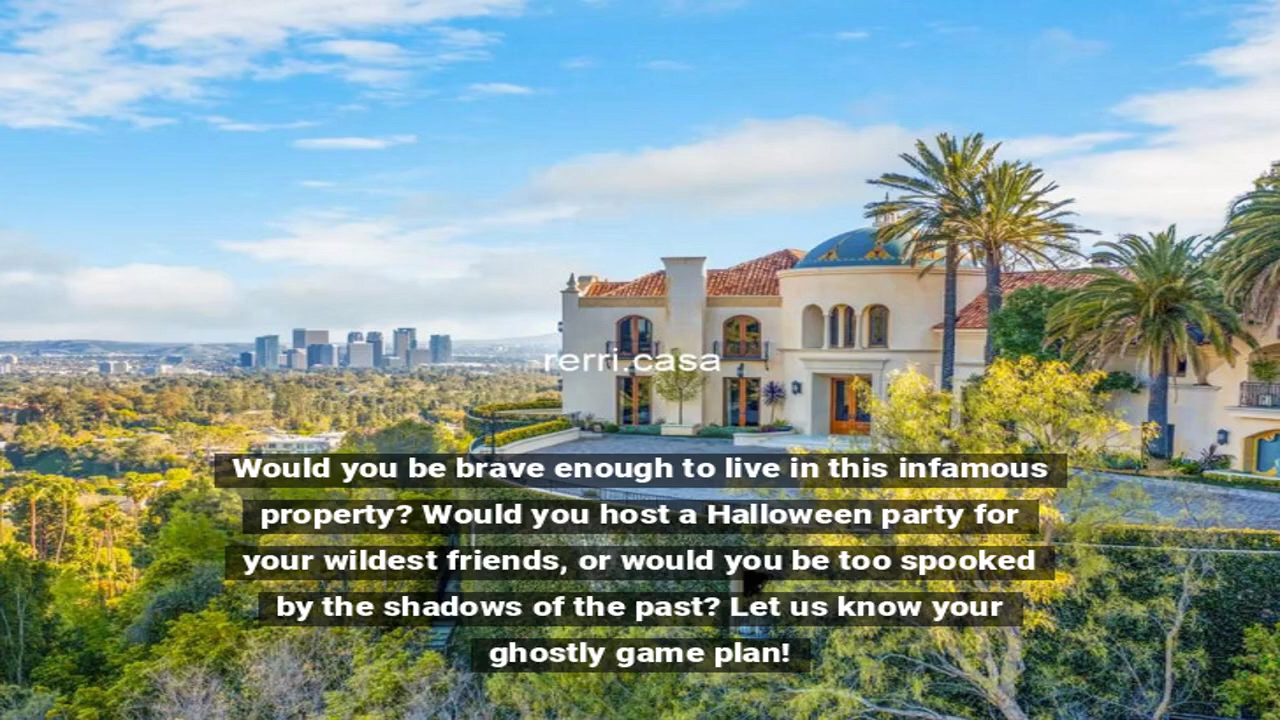 rerri.casa
Would you be brave enough to live in this infamous
property? Would you host a Halloween party for
your wildest friends, or would you be too spooked
by the shadows of the past? Let us know your
ghostly game plan!